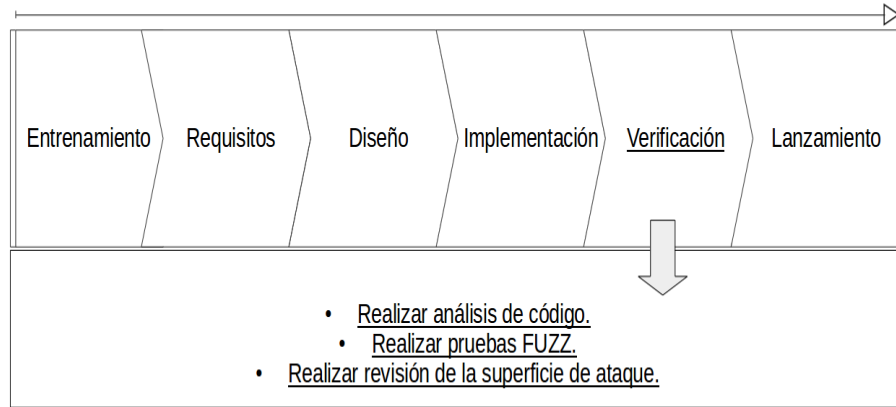 Entrenamiento
Requisitos
Diseño
Implementación
Verificación
Lanzamiento
• Realizar análisis de código.
• Realizar pruebas FUZZ.
• Realizar revisión de la superficie de ataque.